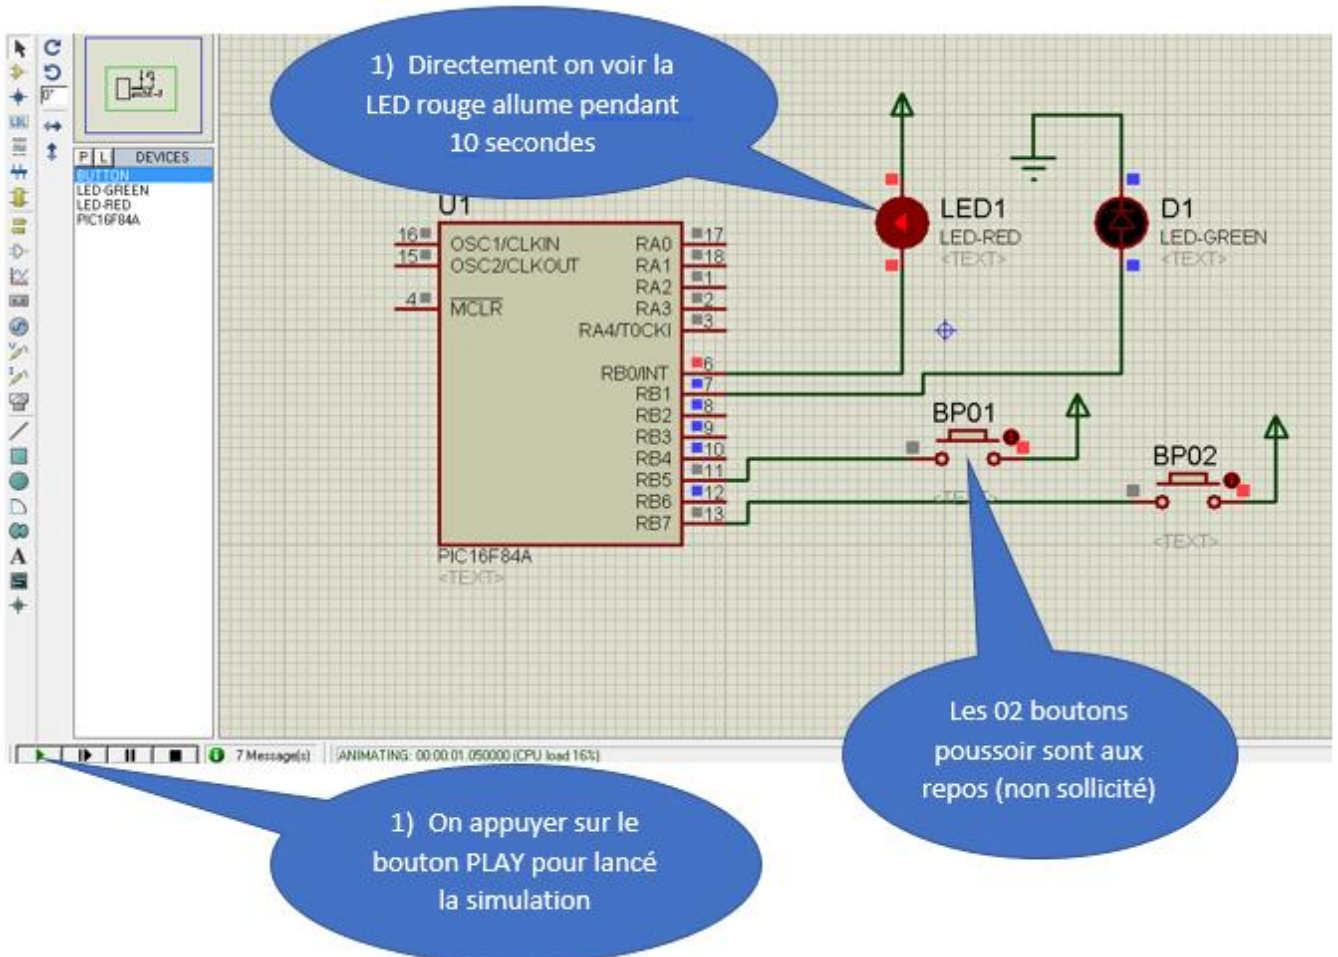 1) Directement on voir la
LED rouge allume pendant
10 secondes
0°
LBL
P L DEVICES
BUTTON
LED-GREEN
LED-RED
PIC16F84A
U1
16 OSC1/CLKIN
15 OSC2/CLKOUT
4 MCLR
RA0 17
RA1 18
RA2 1
RA3 2
RA4/T0CKI 3
RB0/INT 6
RB1 7
RB2 8
RB3 9
RB4 10
RB5 11
RB6 12
RB7 13
PIC16F84A
<TEXT>
LED1
LED-RED
<TEXT>
D1
LED-GREEN
<TEXT>
BP01
<TEXT>
BP02
<TEXT>
A
S
Les 02 boutons
poussoir sont aux
repos (non sollicité)
7 Message(s) ANIMATING: 00:00:01.050000 (CPU load 16%)
1) On appuyer sur le
bouton PLAY pour lancé
la simulation